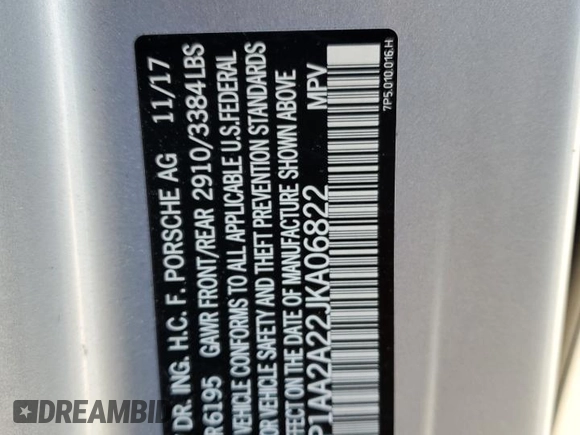 DR. ING. H.C. F. PORSCHE AG 11/17
6195 GAWR FRONT/REAR 2910/3384LBS
VEHICLE CONFORMS TO ALL APPLICABLE U.S.FEDERAL
VEHICLE SAFETY AND THEFT PREVENTION STANDARDS
EFFECT ON THE DATE OF MANUFACTURE SHOWN ABOVE
P1AA2A22JKA06822 MPV
7P5.010.016.H
DREAMBID